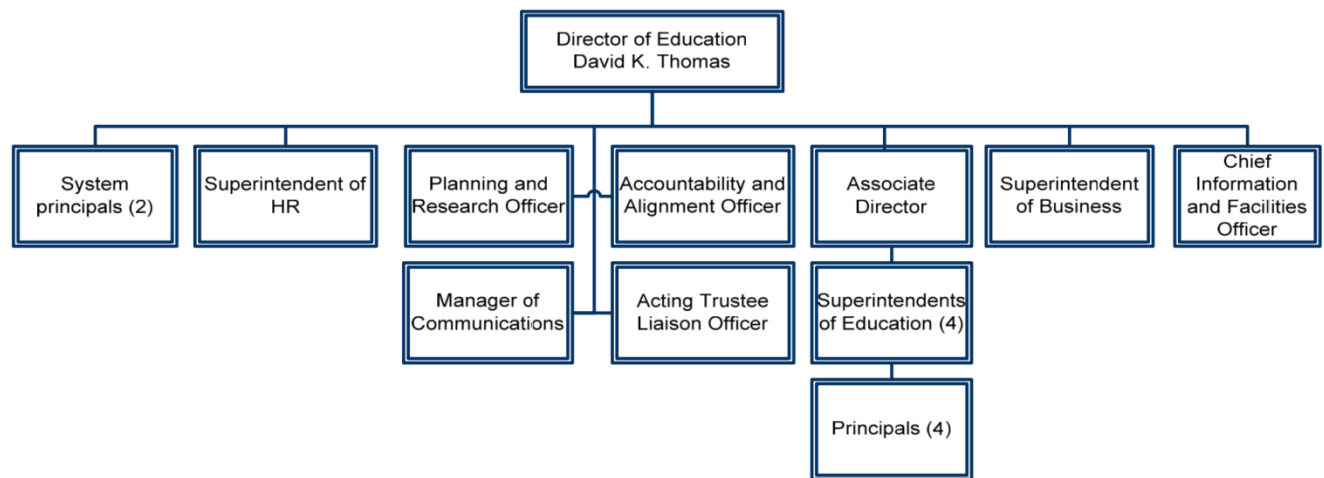 Director of Education
David K. Thomas
System
principals (2)
Superintendent of
HR
Planning and
Research Officer
Accountability and
Alignment Officer
Associate
Director
Superintendent
of Business
Chief
Information
and Facilities
Officer
Manager of
Communications
Acting Trustee
Liaison Officer
Superintendents
of Education (4)
Principals (4)